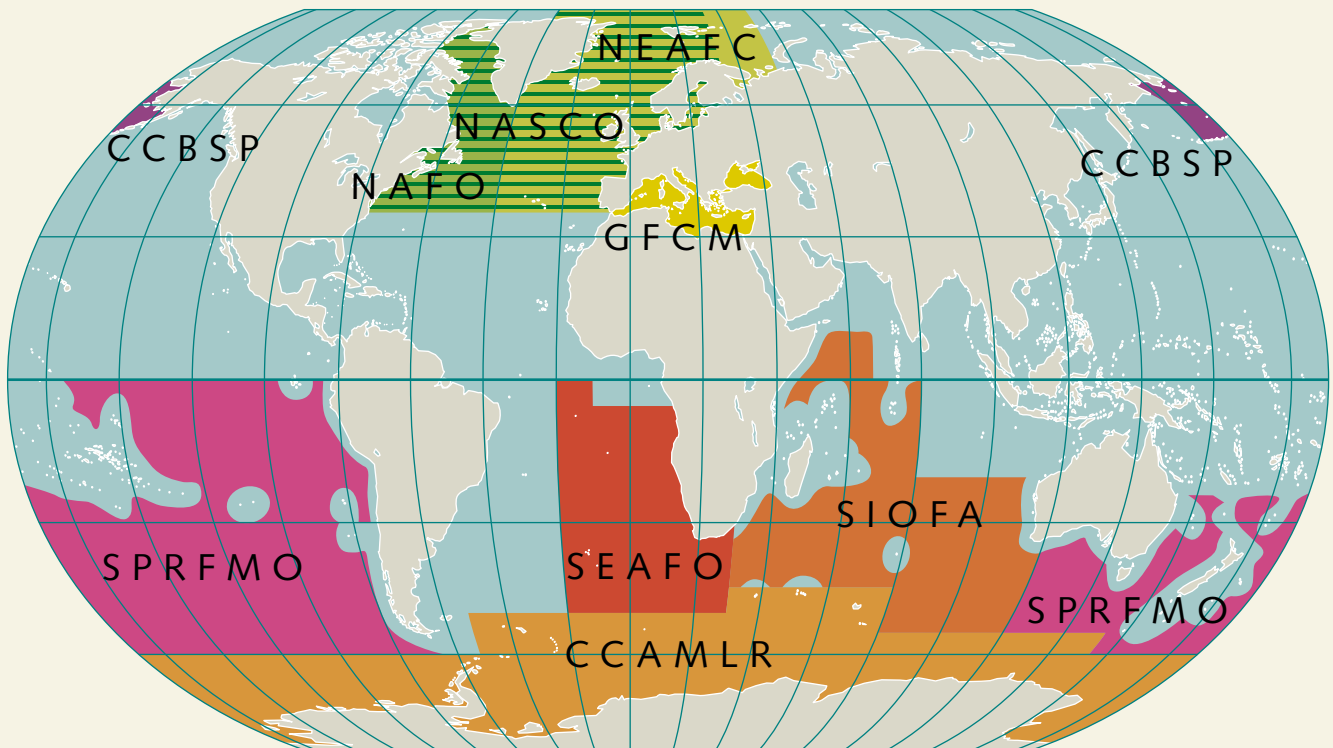 NEAFC
NASCO
CCBSP
CCBSP
NAFO
GFCM
SIOFA
SPRFMO
SEAFO
SPRFMO
CCAMLR